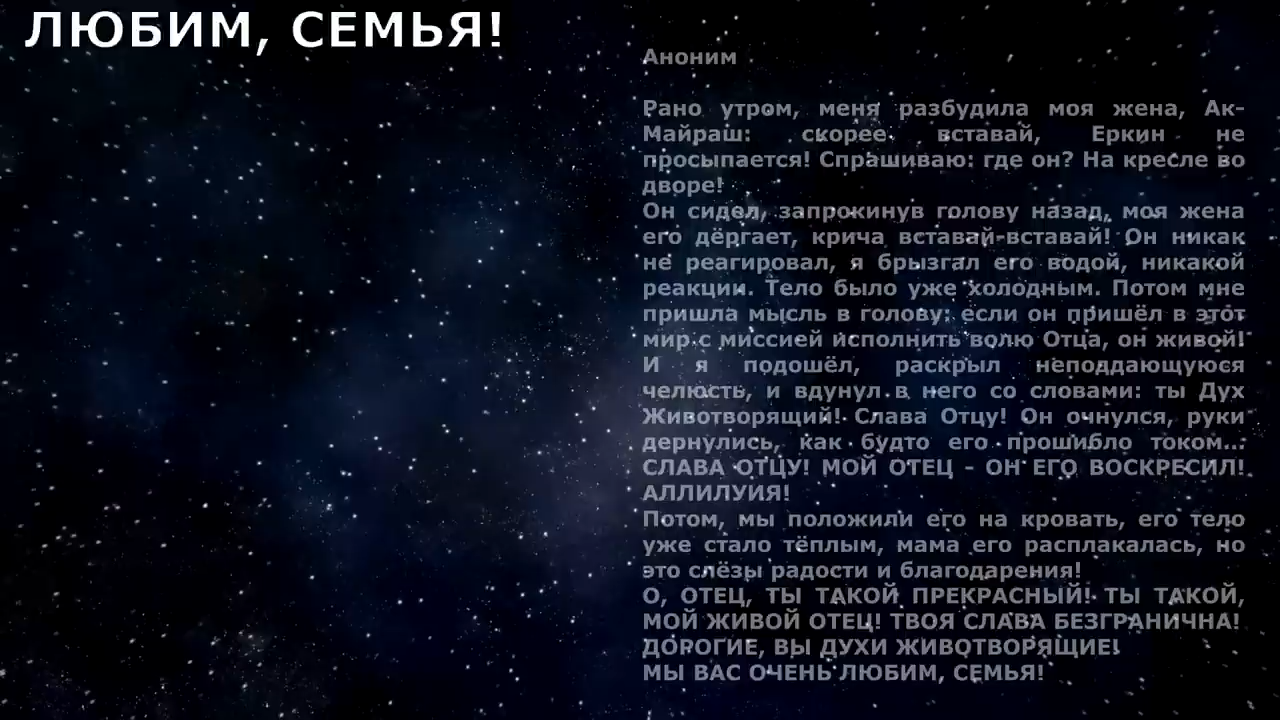 ЛЮБИМ, СЕМЬЯ!
Аноним
Рано утром, меня разбудила моя жена, Ак-
Майраш: скорее вставай, Еркин не
просыпается! Спрашиваю: где он? На кресле во
дворе!
Он сидел, запрокинув голову назад, моя жена
его дёргает, крича вставай-вставай! Он никак
не реагировал, я брызгал его водой, никакой
реакции. Тело было уже холодным. Потом мне
пришла мысль в голову: если он пришёл в этот
мир с миссией исполнить волю Отца, он живой!
И я подошёл, раскрыл неподдающуюся
челюсть, и вдунул в него со словами: ты Дух
Животворящий! Слава Отцу! Он очнулся, руки
дернулись, как будто его прошибло током...
СЛАВА ОТЦУ! МОЙ ОТЕЦ - ОН ЕГО ВОСКРЕСИЛ!
АЛЛИЛУИЯ!
Потом, мы положили его на кровать, его тело
уже стало тёплым, мама его расплакалась, но
это слёзы радости и благодарения!
О, ОТЕЦ, ТЫ ТАКОЙ ПРЕКРАСНЫЙ! ТЫ ТАКОЙ,
МОЙ ЖИВОЙ ОТЕЦ! ТВОЯ СЛАВА БЕЗГРАНИЧНА!
ДОРОГИЕ, ВЫ ДУХИ ЖИВОТВОРЯЩИЕ!
МЫ ВАС ОЧЕНЬ ЛЮБИМ, СЕМЬЯ!